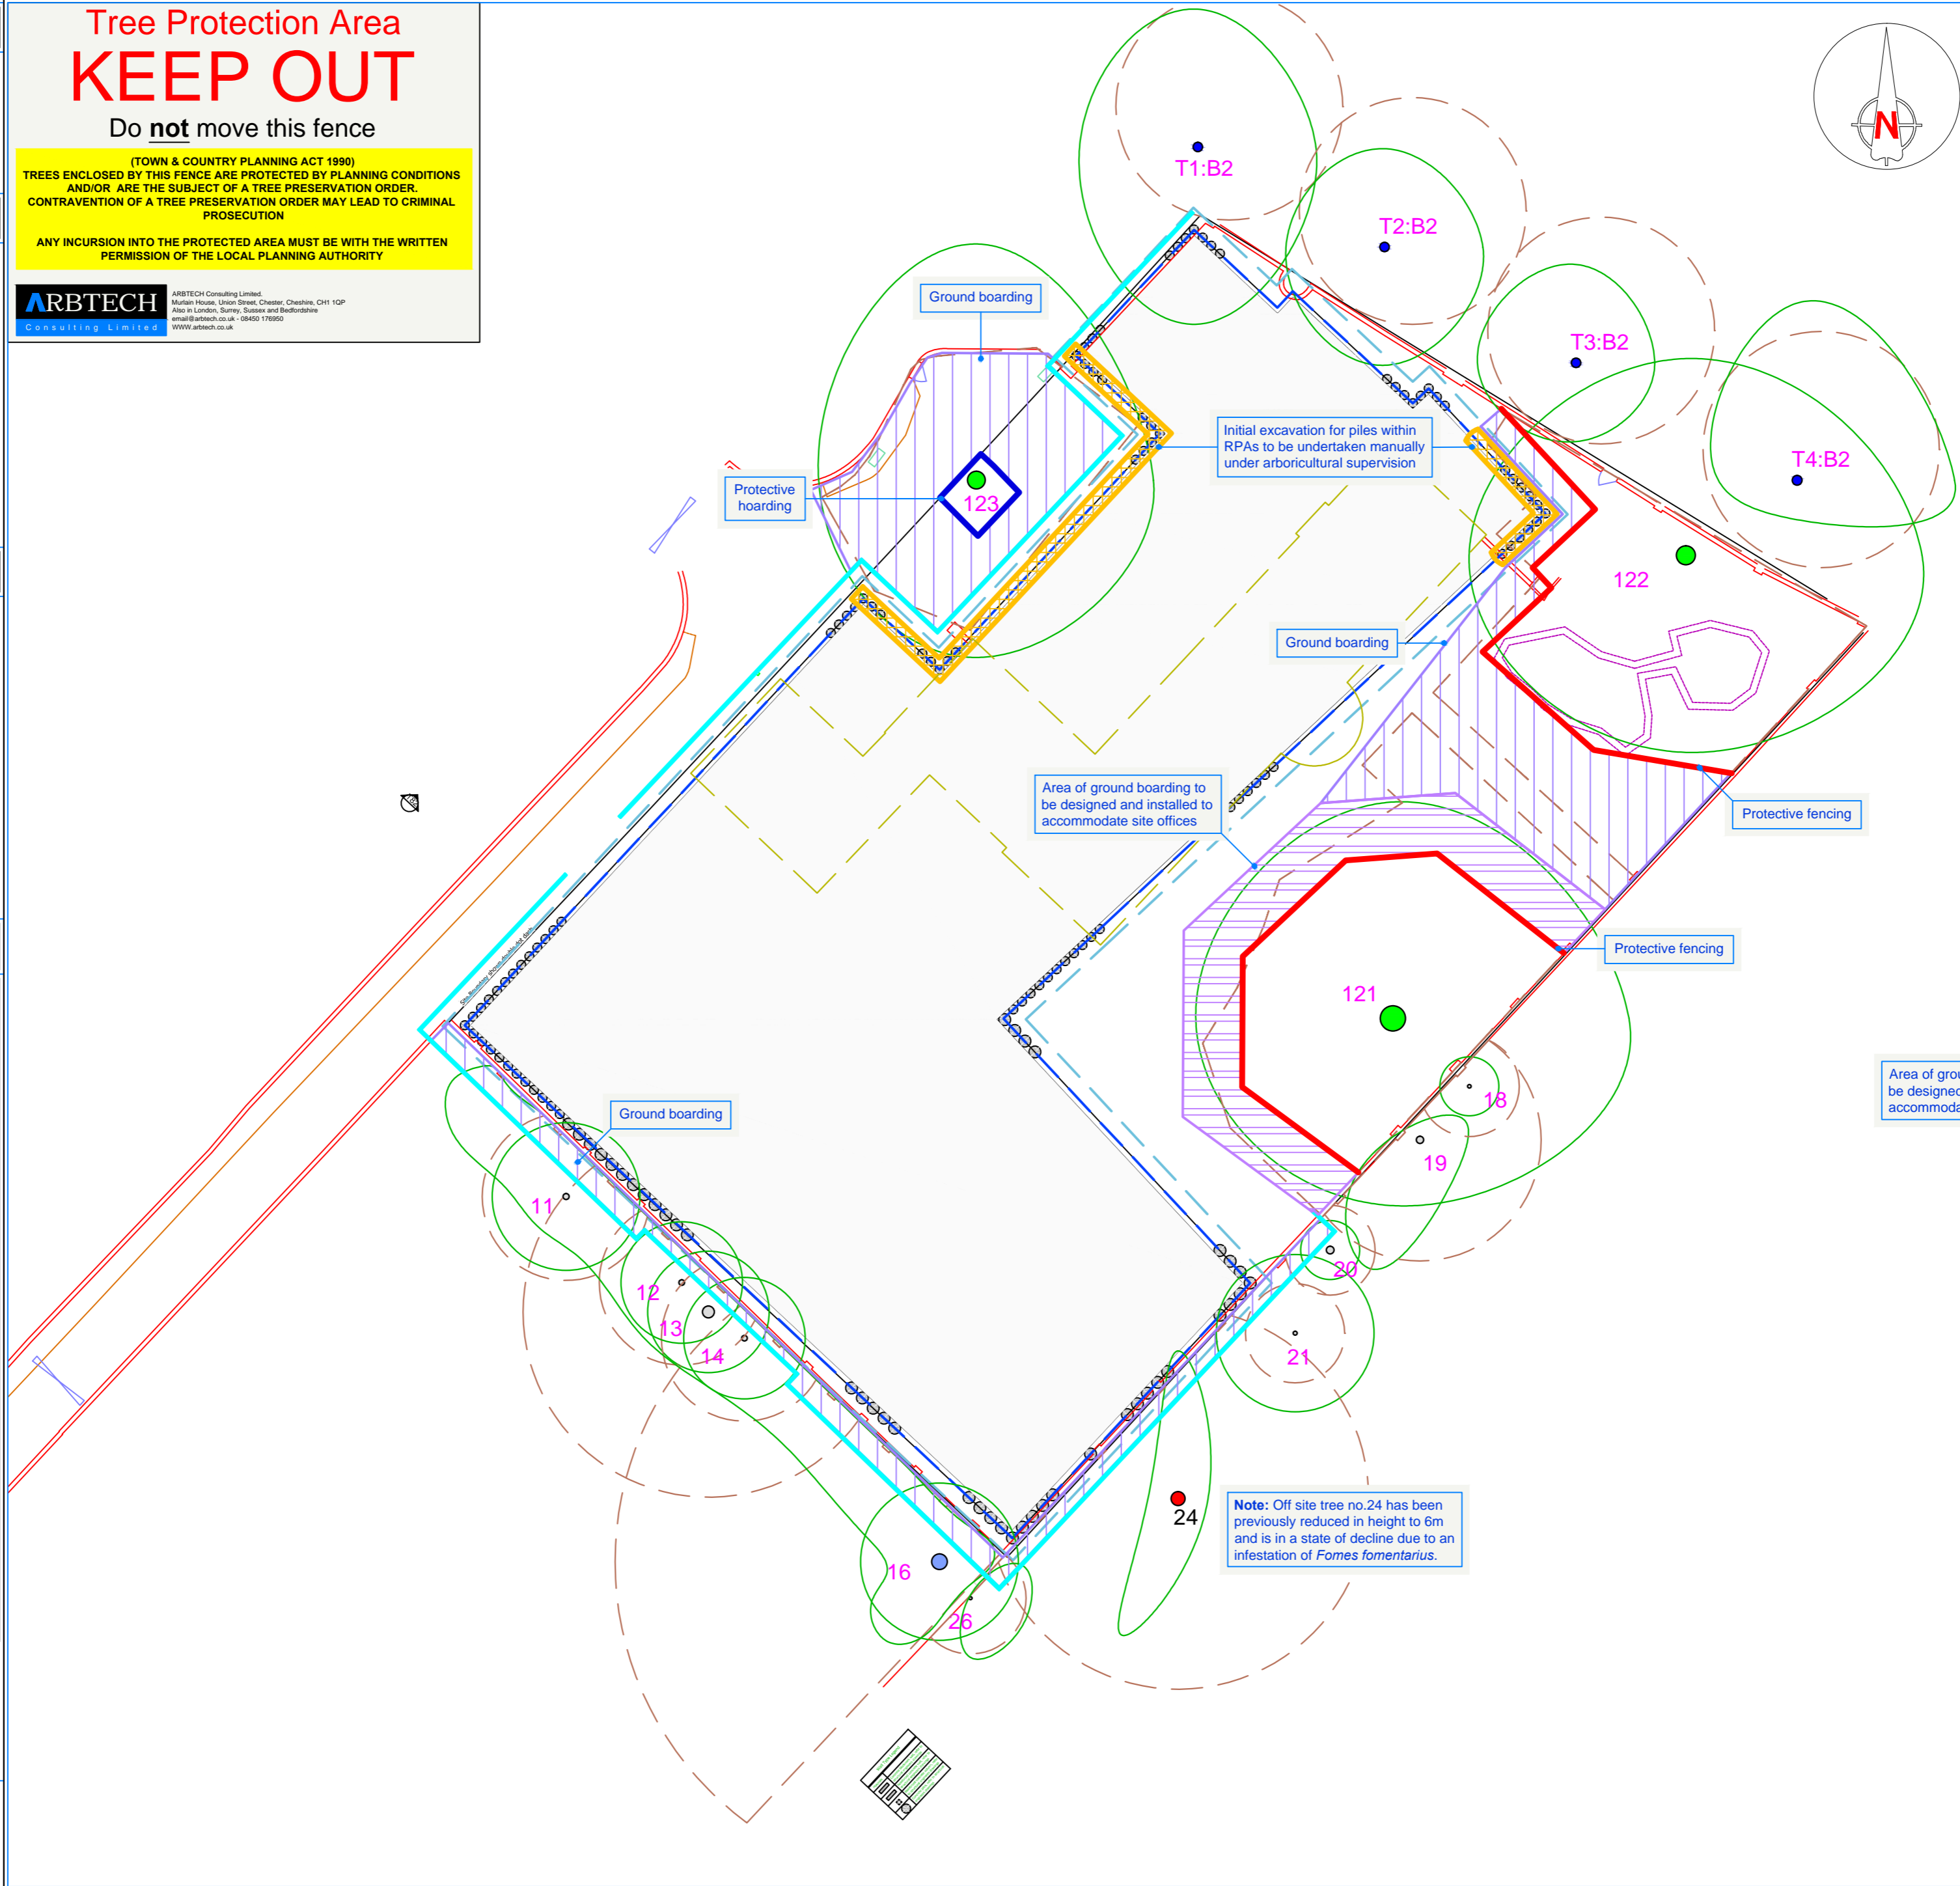 Tree Protection Area
KEEP OUT
Do not move this fence
(TOWN & COUNTRY PLANNING ACT 1990)
TREES ENCLOSED BY THIS FENCE ARE PROTECTED BY PLANNING CONDITIONS
AND/OR ARE THE SUBJECT OF A TREE PRESERVATION ORDER.
CONTRAVENTION OF A TREE PRESERVATION ORDER MAY LEAD TO CRIMINAL
PROSECUTION
ANY INCURSION INTO THE PROTECTED AREA MUST BE WITH THE WRITTEN
PERMISSION OF THE LOCAL PLANNING AUTHORITY
ARBTECH
Consulting Limited
ARBTECH Consulting Limited.
Murlain House, Union Street, Chester, Cheshire, CH1 1QP
Also in London, Surrey, Sussex and Bedfordshire
email@arbtech.co.uk - 08450 176950
WWW.arbtech.co.uk
N
T1:B2
T2:B2
T3:B2
T4:B2
Ground boarding
Initial excavation for piles within
RPAs to be undertaken manually
under arboricultural supervision
Protective
hoarding
123
122
Ground boarding
Area of ground boarding to
be designed and installed to
accommodate site offices
Protective fencing
Protective fencing
121
Area of grou
be designed
accommoda
Ground boarding
18
19
11
20
12
13
14
21
24
Note: Off site tree no.24 has been
previously reduced in height to 6m
and is in a state of decline due to an
infestation of Fomes fomentarius.
16
26